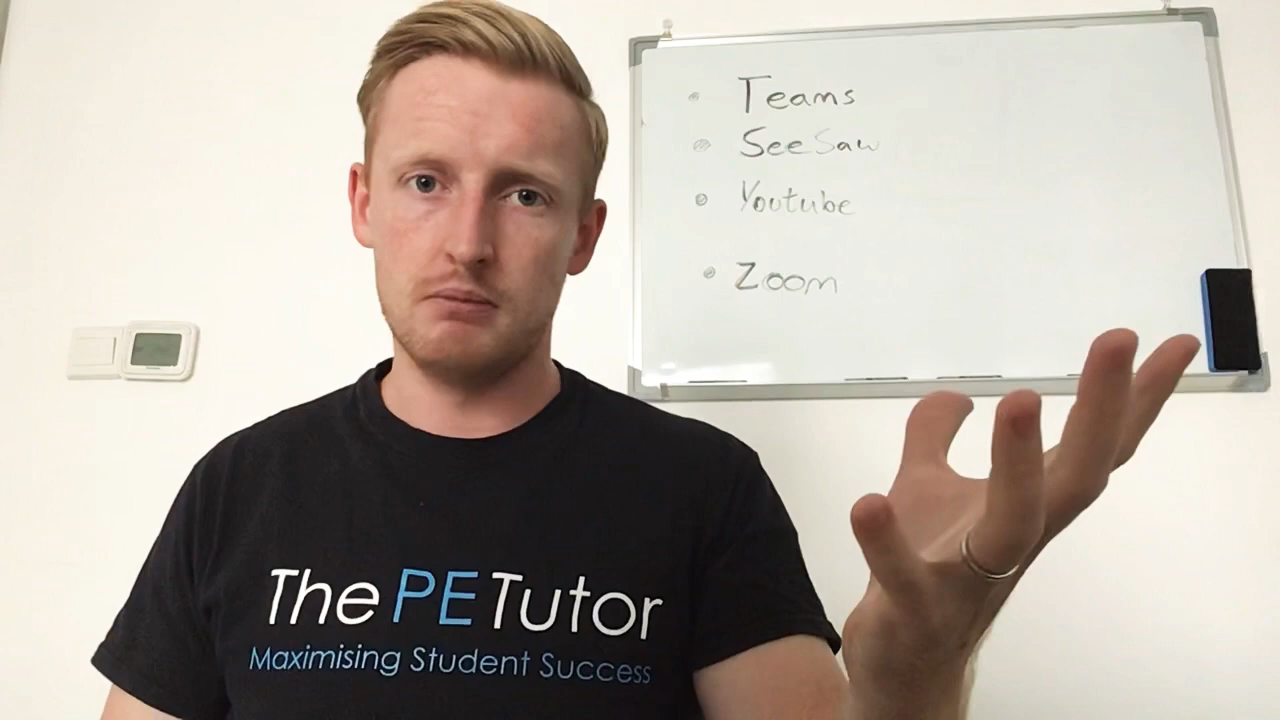 Teams
SeeSaw
Youtube
Zoom
The PE Tutor
Maximising Student Success